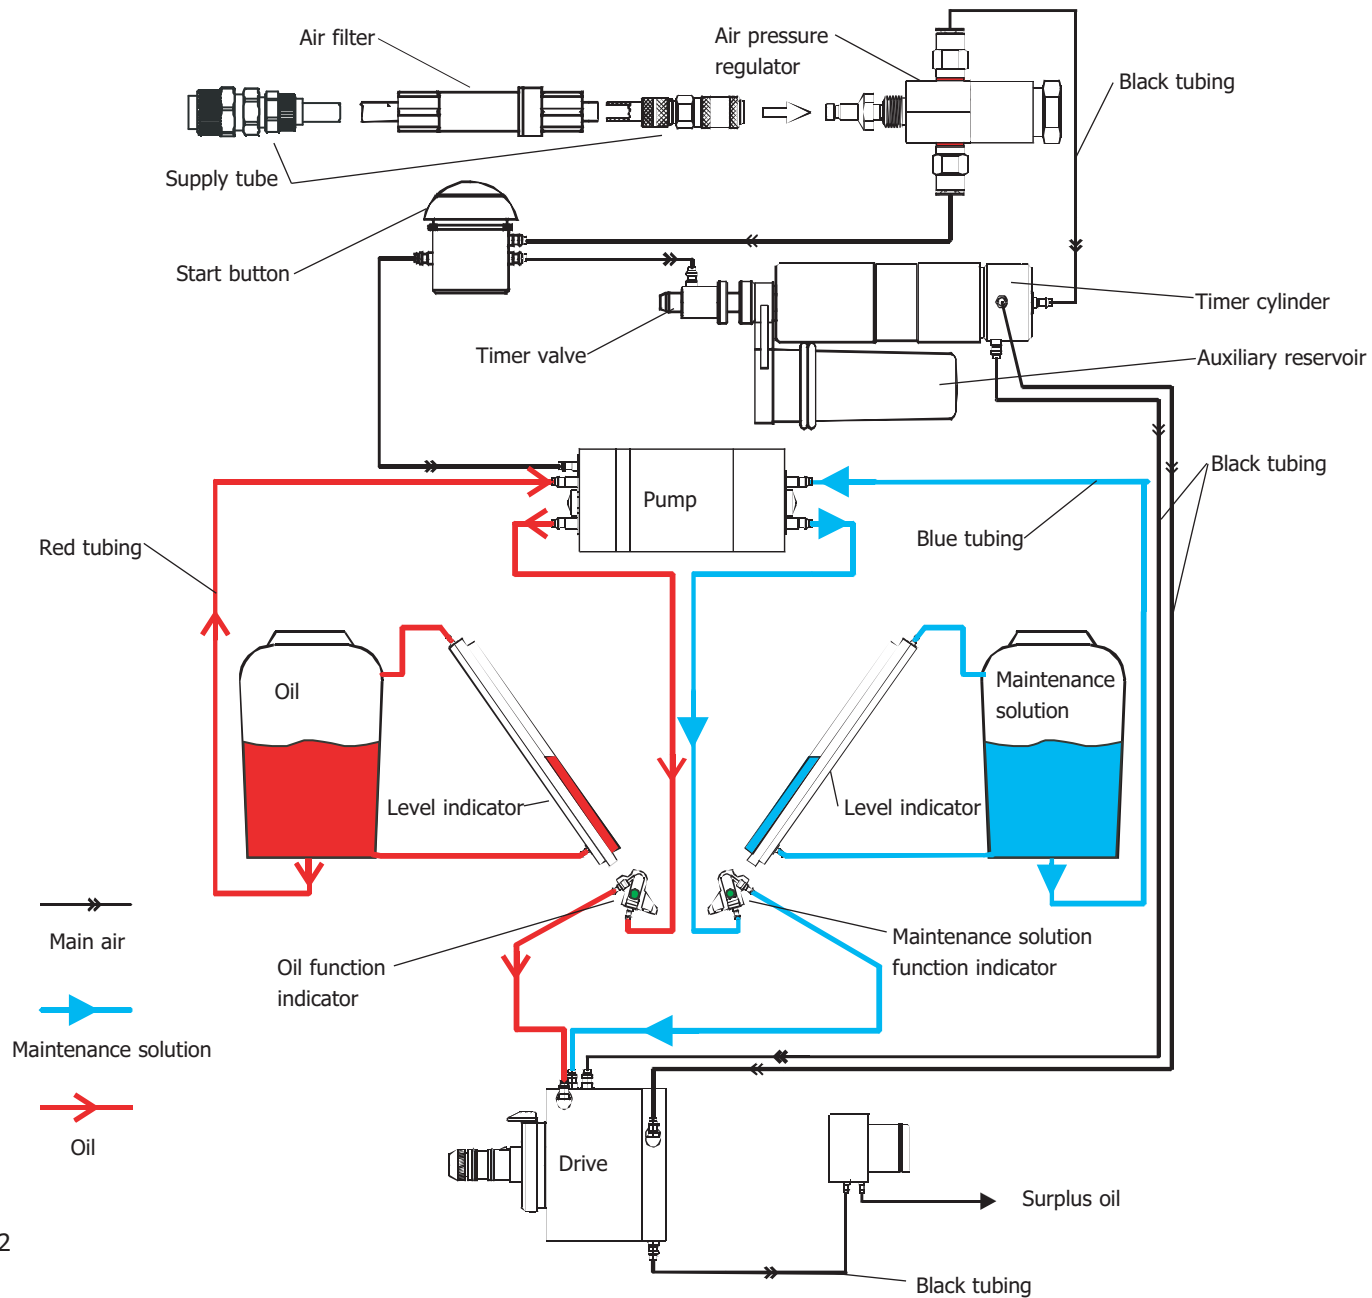 Air filter
Air pressure
regulator
Black tubing
Supply tube
Start button
Timer cylinder
Timer valve
Auxiliary reservoir
Black tubing
Pump
Red tubing
Blue tubing
Oil
Maintenance
solution
Level indicator
Level indicator
Main air
Oil function
indicator
Maintenance solution
function indicator
Maintenance solution
Oil
Drive
Surplus oil
2
Black tubing